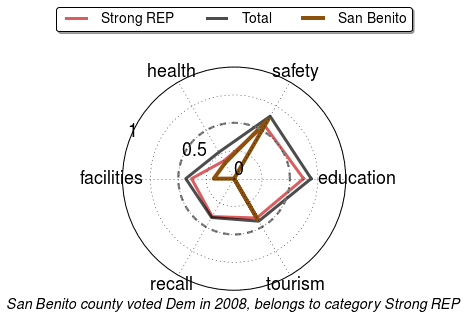 Strong REP Total San Benito
health safety
1
0.5
0
facilities education
recall tourism
San Benito county voted Dem in 2008, belongs to category Strong REP